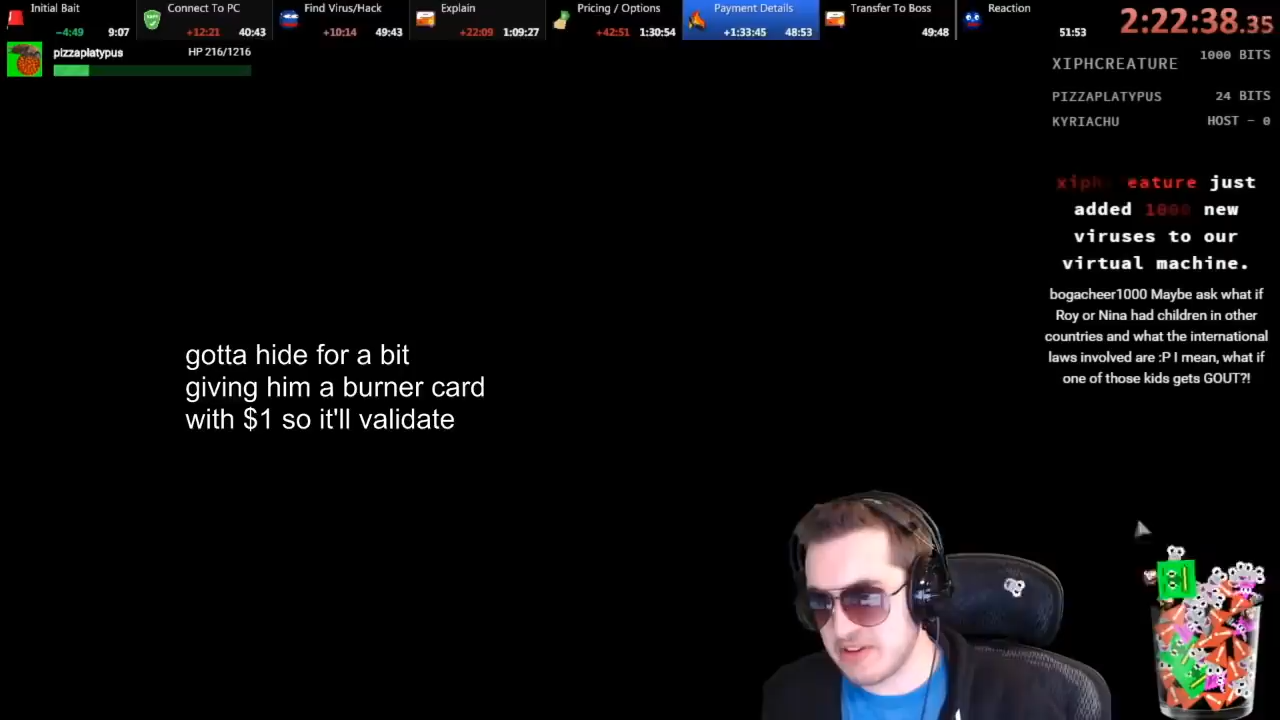 Initial Bait
-4:49 9:07
Connect To PC
+12:21 40:43
Find Virus/Hack
+10:14 49:43
Explain
+22:09 1:09:27
Pricing / Options
+42:51 1:30:54
Payment Details
+1:33:45 48:53
Transfer To Boss
49:48
Reaction
51:53
2:22:38.35
pizzaplatypus HP 216/1216
XIPHCREATURE 1000 BITS
PIZZAPLATYPUS 24 BITS
KYRIACHU HOST - 0
xiphcreature just
added 1000 new
viruses to our
virtual machine.
bogacheer1000 Maybe ask what if
Roy or Nina had children in other
countries and what the international
laws involved are :P I mean, what if
one of those kids gets GOUT?!
gotta hide for a bit
giving him a burner card
with $1 so it'll validate